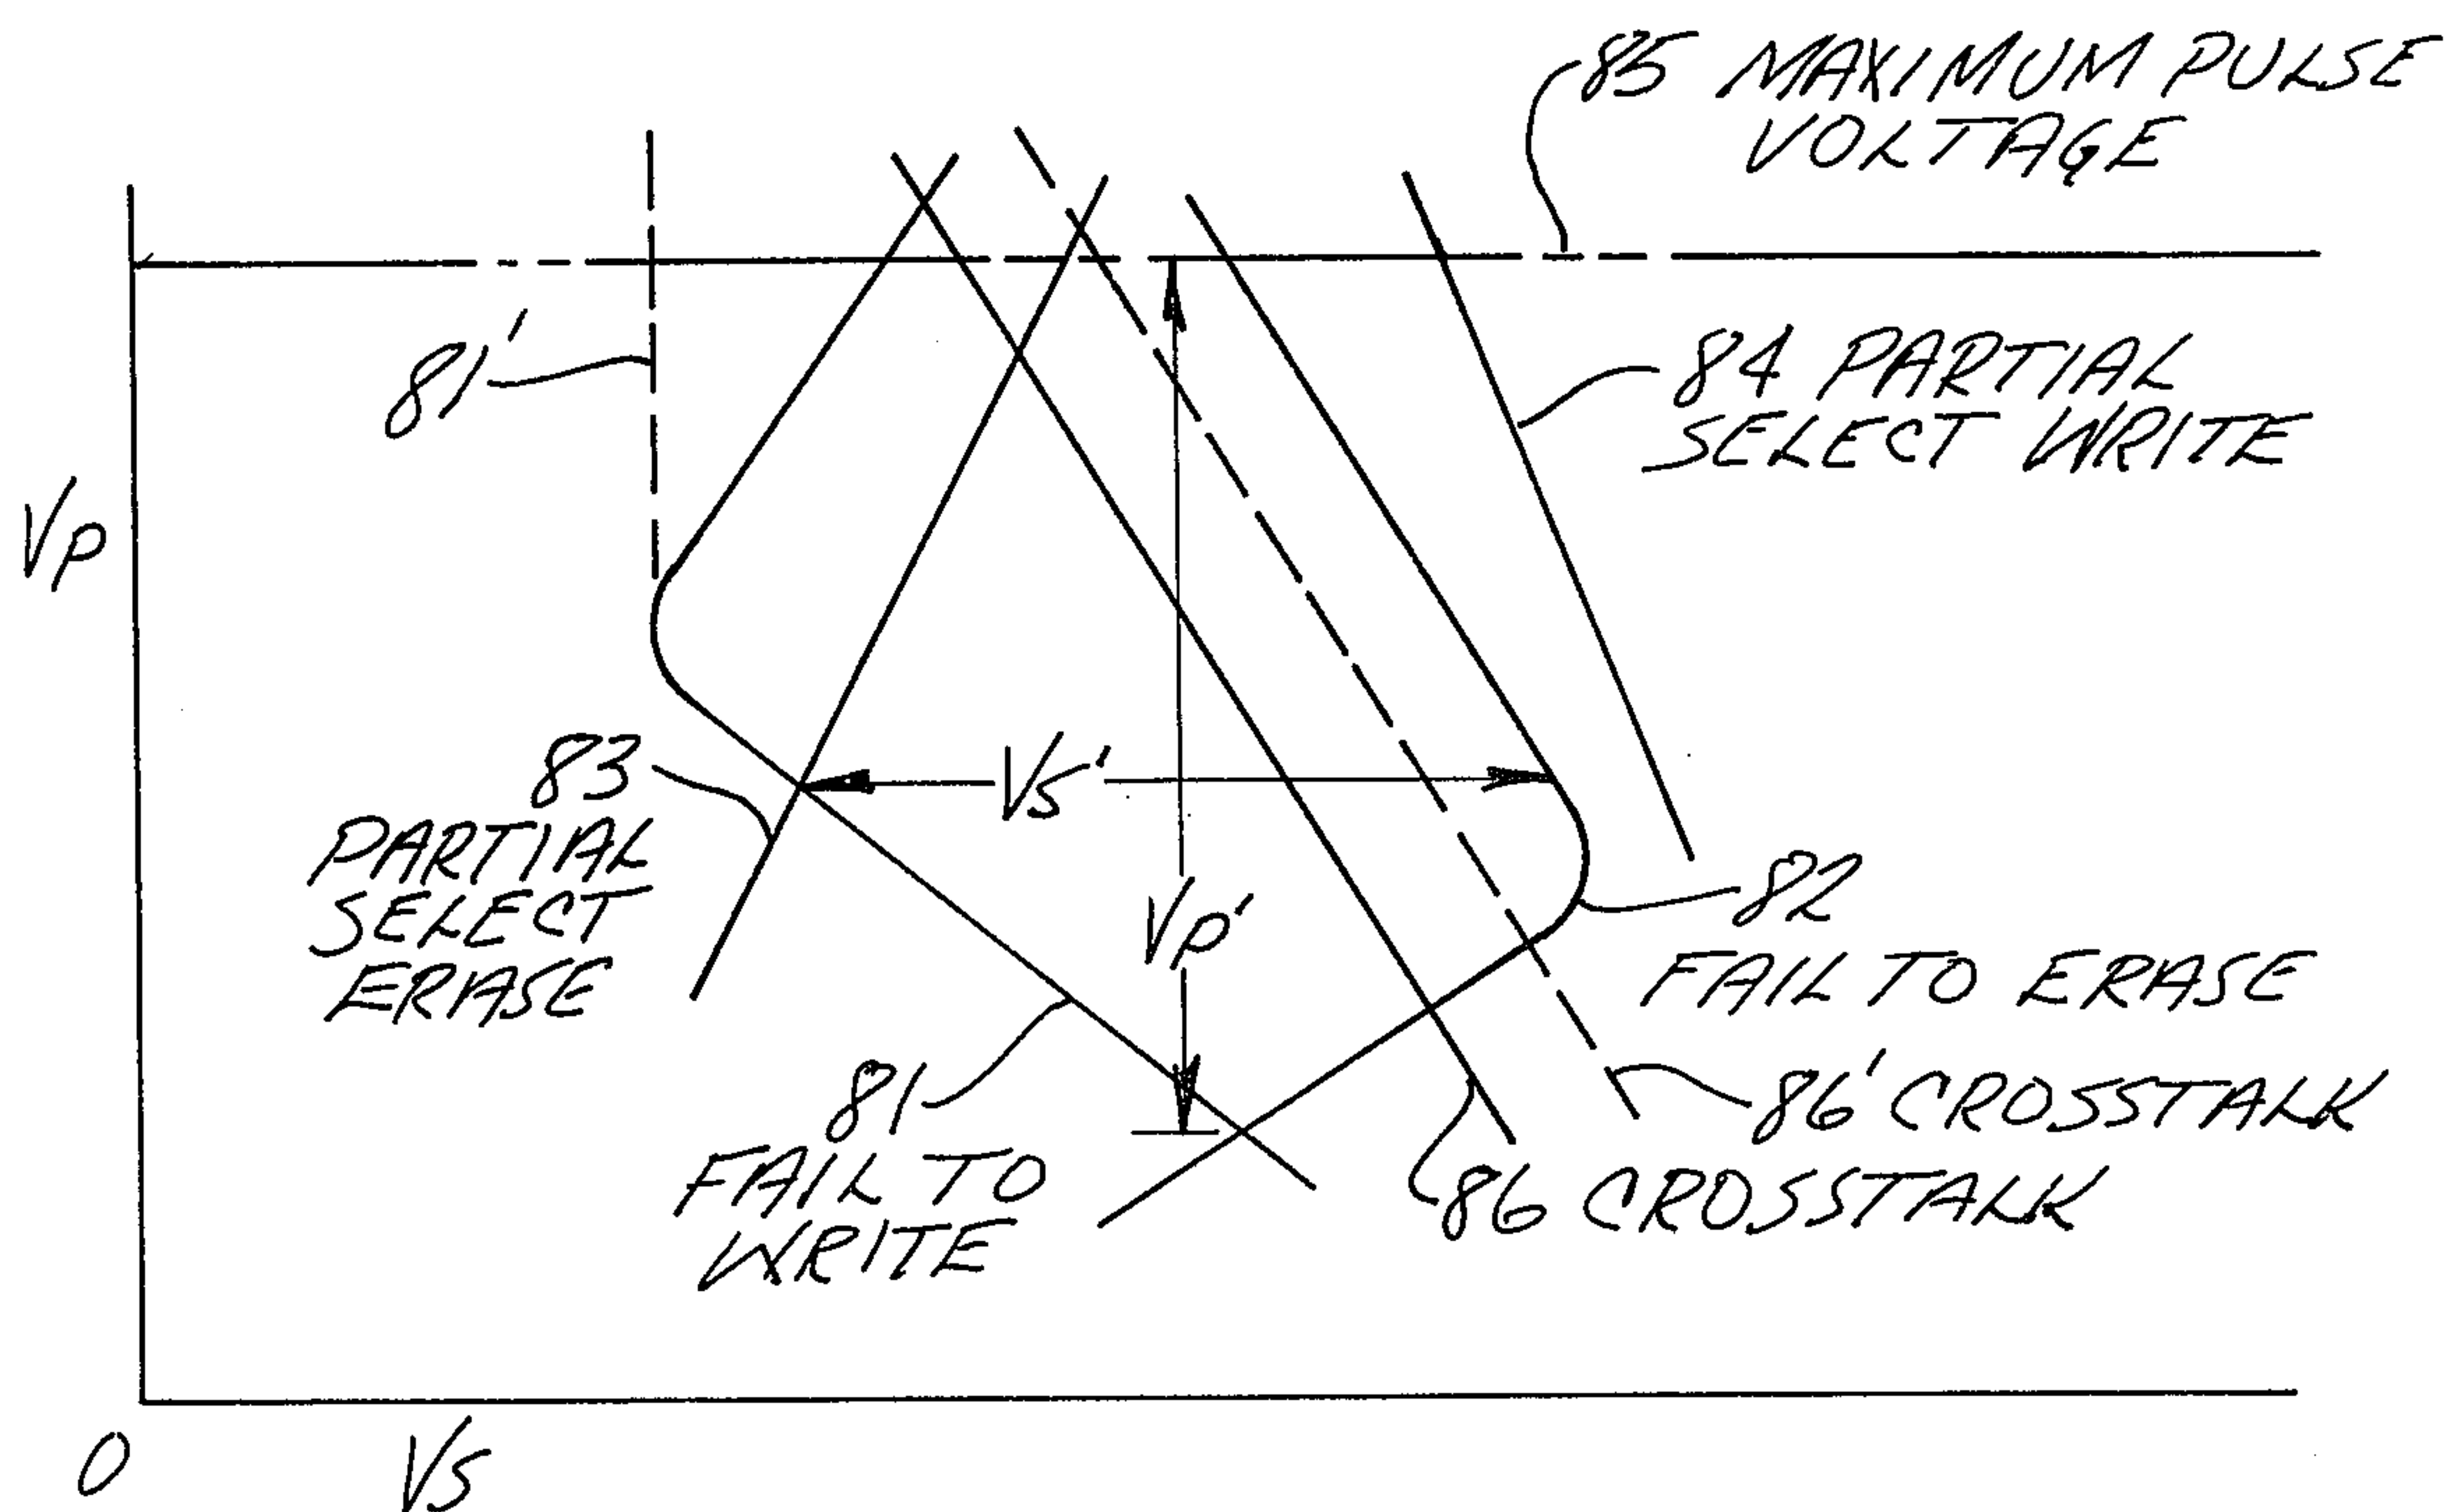 85 MAXIMUM PULSE
VOLTAGE
81'
84 PARTIAL
SELECT WRITE
Vp
83
PARTIAL
SELECT
ERASE
Vs'
Vp'
82
FAIL TO ERASE
81
FAIL TO
WRITE
86' CROSSTALK
86 CROSSTALK
0
Vs